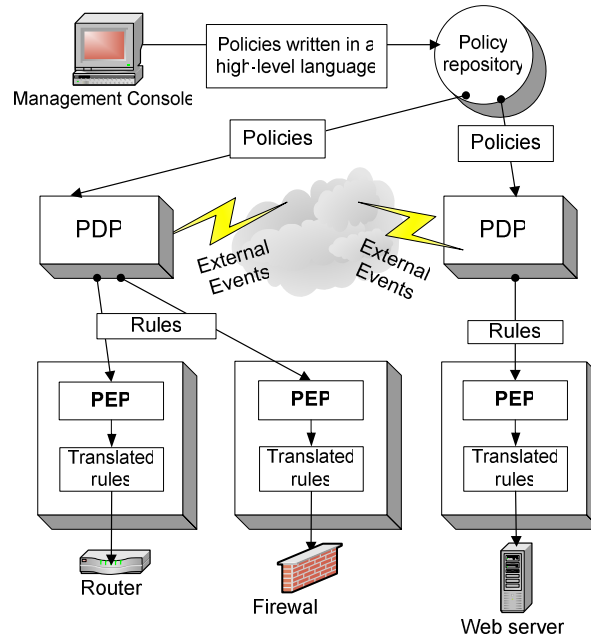 Policies written in a
high-level language
Policy
repository
Management Console
Policies
Policies
PDP
External
Events
External
Events
PDP
Rules
Rules
PEP
PEP
PEP
Translated
rules
Translated
rules
Translated
rules
Router
Firewal
Web server